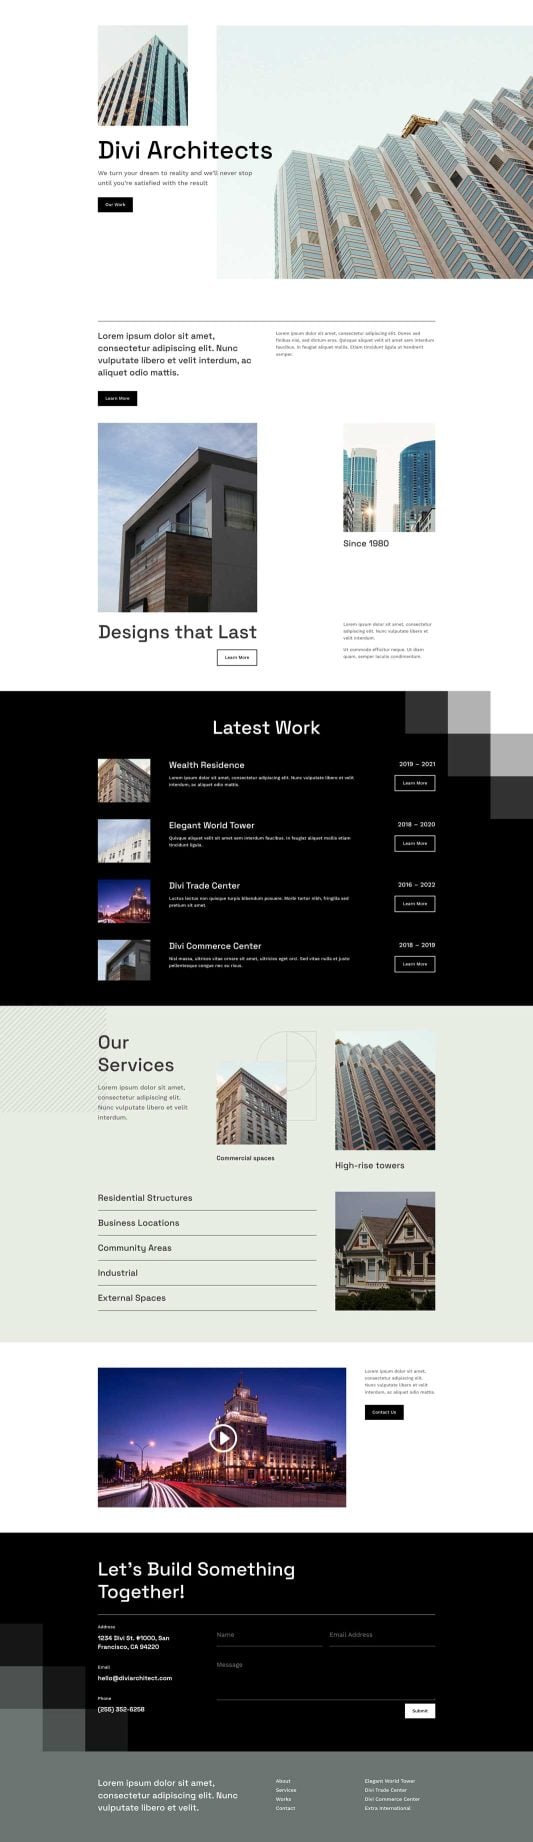 Divi Architects
We turn your dream to reality and we'll never stop
until you're satisfied with the result
Our Work
Lorem ipsum dolor sit amet,
consectetur adipiscing elit. Nunc
vulputate libero et velit interdum, ac
aliquet odio mattis.
Learn More
Lorem ipsum dolor sit amet, consectetur adipiscing elit. Donec sed
finibus nisi, sed dictum eros. Quisque aliquet velit sit amet sem interdum
faucibus. In feugiat aliquet mollis. Etiam tincidunt ligula ut hendrerit
semper.
Since 1980
Designs that Last
Learn More
Lorem ipsum dolor sit amet, consectetur
adipiscing elit. Nunc vulputate libero et
velit interdum.
Ut commodo efficitur neque. Ut diam
quam, semper iaculis condimentum.
Latest Work
Wealth Residence
Lorem ipsum dolor sit amet, consectetur adipiscing elit. Nunc vulputate libero et velit
interdum, ac aliquet odio mattis.
2019 – 2021
Learn More
Elegant World Tower
Quisque aliquet velit sit amet sem interdum faucibus. In feugiat aliquet mollis etiam
tincidunt ligula.
2018 – 2020
Learn More
Divi Trade Center
Luctus lectus non quisque turpis bibendum posuere. Morbi tortor nibh, fringilla sed
pretium sit amet.
2016 – 2022
Learn More
Divi Commerce Center
Nisl massa, ultrices vitae ornare sit amet, ultricies eget orci. Sed vitae nulla et justo
pellentesque congue nec eu risus.
2018 – 2019
Learn More
Our
Services
Lorem ipsum dolor sit amet,
consectetur adipiscing elit.
Nunc vulputate libero et velit
interdum.
Commercial spaces
High-rise towers
Residential Structures
Business Locations
Community Areas
Industrial
External Spaces
Lorem ipsum dolor sit amet,
consectetur adipiscing elit.
Nunc vulputate libero et velit
interdum, ac aliquet odio mattis.
Contact Us
Let's Build Something
Together!
Address
1234 Divi St. #1000, San
Francisco, CA 94220
Email
hello@diviarchitect.com
Phone
(255) 352-6258
Name
Email Address
Message
Submit
Lorem ipsum dolor sit amet,
consectetur adipiscing elit. Nunc
vulputate libero et velit.
About
Services
Works
Contact
Elegant World Tower
Divi Trade Center
Divi Commerce Center
Extra International